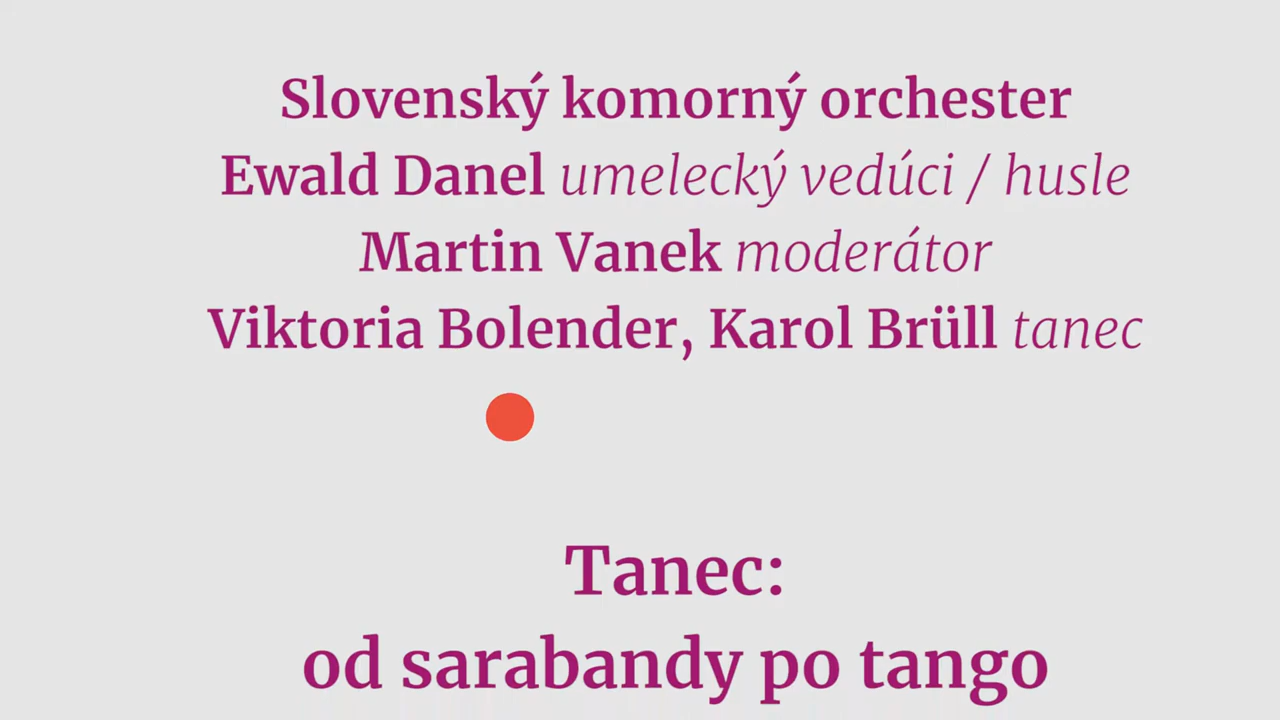 Slovenský komorný orchester
Ewald Danel umelecký vedúci / husle
Martin Vanek moderátor
Viktoria Bolender, Karol Brüll tanec
Tanec:
od sarabandy po tango